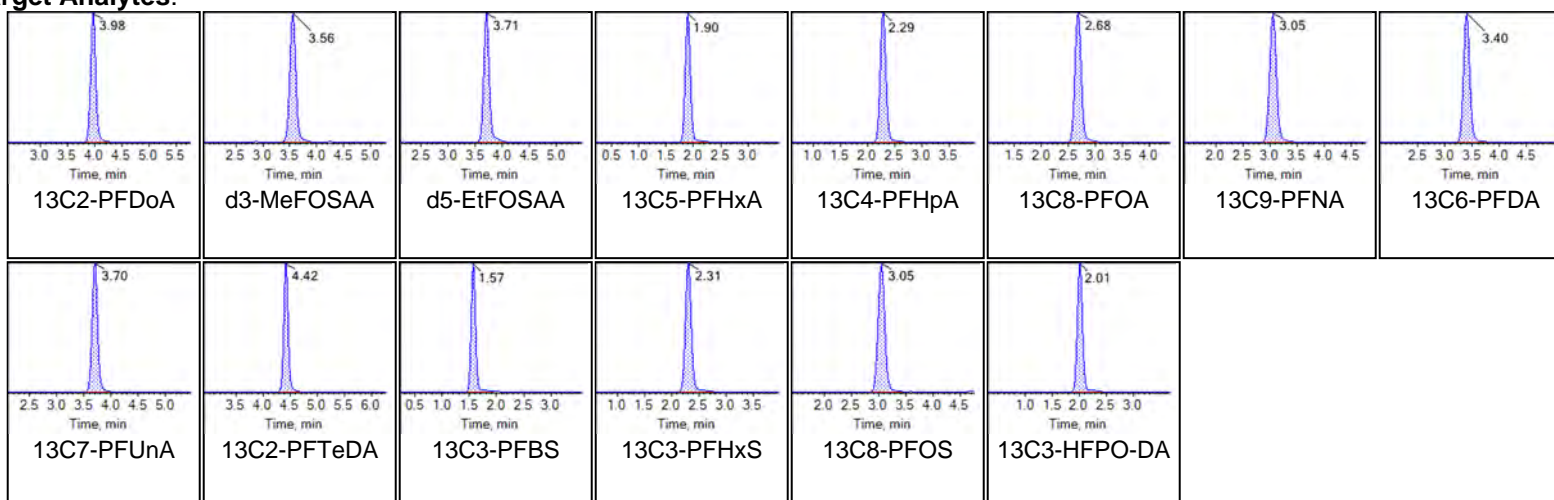 rget Analytes:
3.98 3.56 3.71 1.90 2.29 2.68 3.05 3.40
3.0 3.5 4.0 4.5 5.0 5.5 2.5 3.0 3.5 4.0 4.5 5.0 2.5 3.0 3.5 4.0 4.5 5.0 0.5 1.0 1.5 2.0 2.5 3.0 1.0 1.5 2.0 2.5 3.0 3.5 1.5 2.0 2.5 3.0 3.5 4.0 2.0 2.5 3.0 3.5 4.0 4.5 2.5 3.0 3.5 4.0 4.5
Time, min Time, min Time, min Time, min Time, min Time, min Time, min Time, min
13C2-PFDoA d3-MeFOSAA d5-EtFOSAA 13C5-PFHxA 13C4-PFHpA 13C8-PFOA 13C9-PFNA 13C6-PFDA
3.70 4.42 1.57 2.31 3.05 2.01
2.5 3.0 3.5 4.0 4.5 5.0 3.5 4.0 4.5 5.0 5.5 6.0 0.5 1.0 1.5 2.0 2.5 3.0 1.0 1.5 2.0 2.5 3.0 3.5 2.0 2.5 3.0 3.5 4.0 4.5 1.0 1.5 2.0 2.5 3.0
Time, min Time, min Time, min Time, min Time, min Time, min
13C7-PFUnA 13C2-PFTeDA 13C3-PFBS 13C3-PFHxS 13C8-PFOS 13C3-HFPO-DA